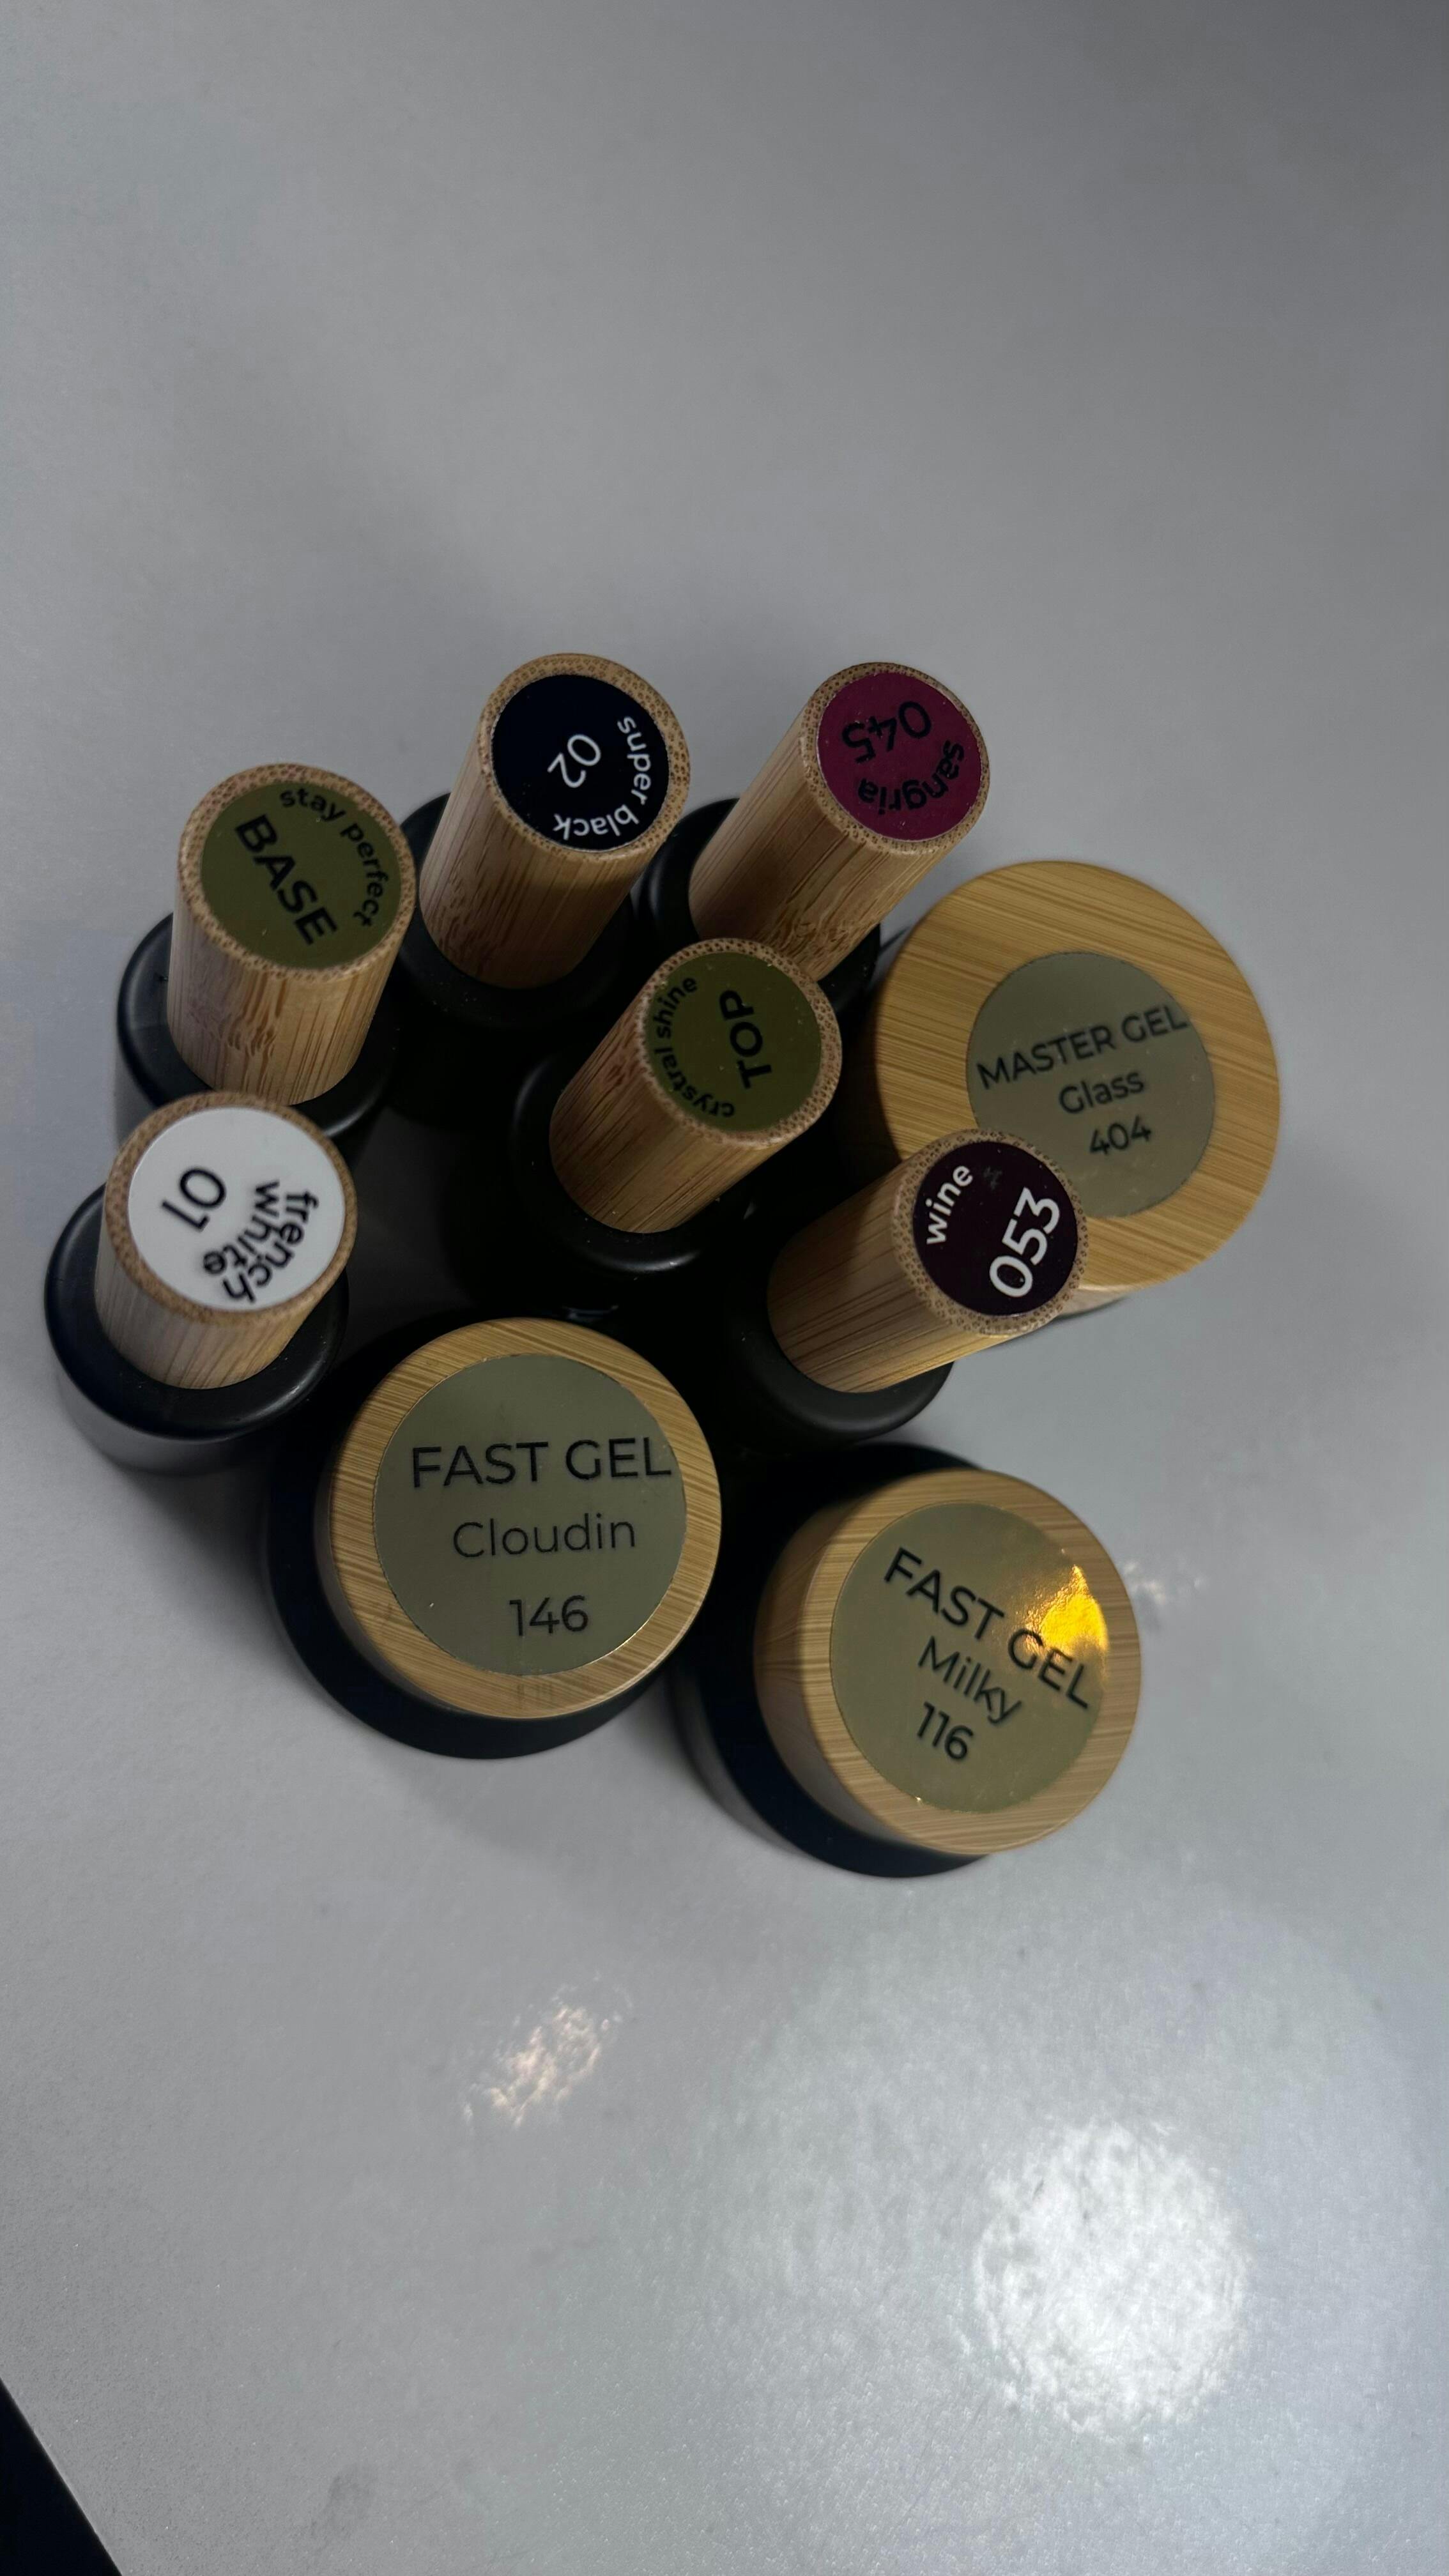 super black
02
sangria
045
stay perfect
BASE
crystal shine
TOP
MASTER GEL
Glass
404
french
white
01
wine
053
FAST GEL
Cloudin
146
FAST GEL
Milky
116